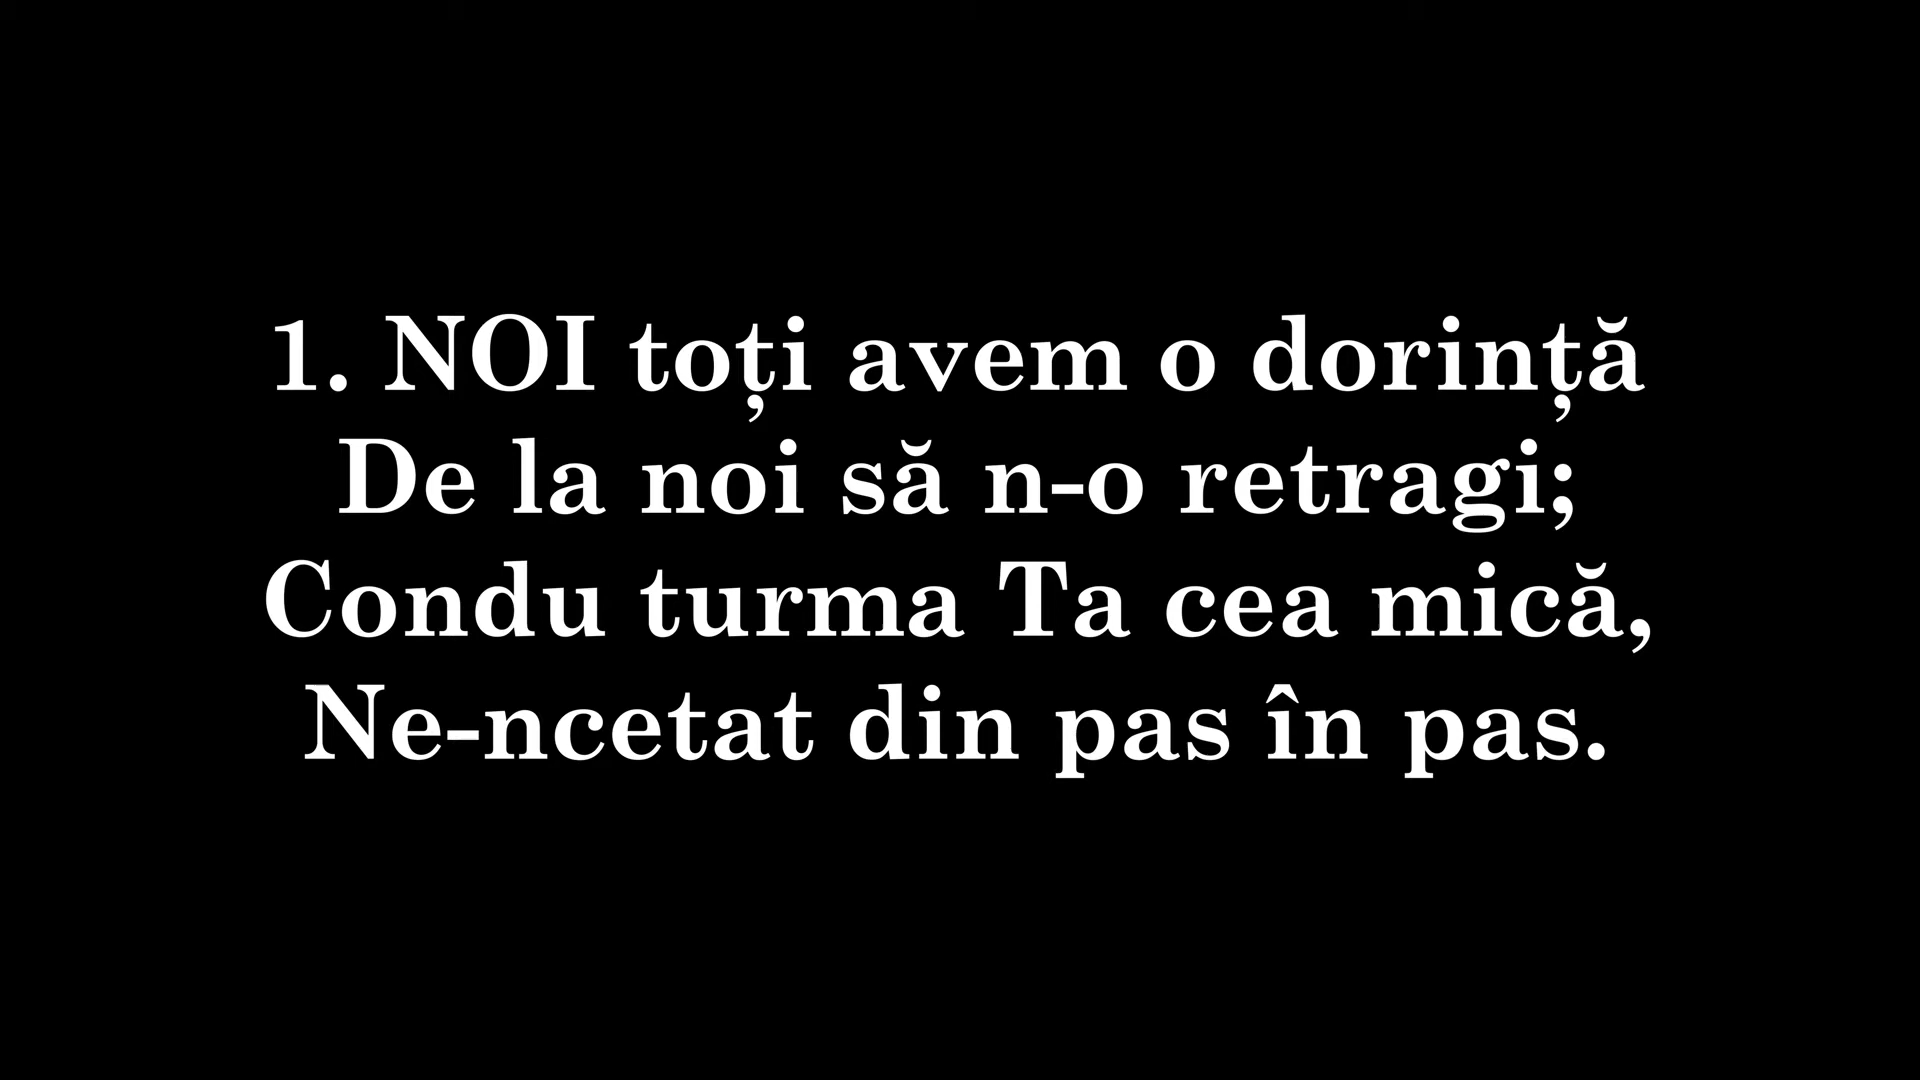 1. NOI toți avem o dorință
De la noi să n-o retragi;
Condu turma Ta cea mică,
Ne-ncetat din pas în pas.